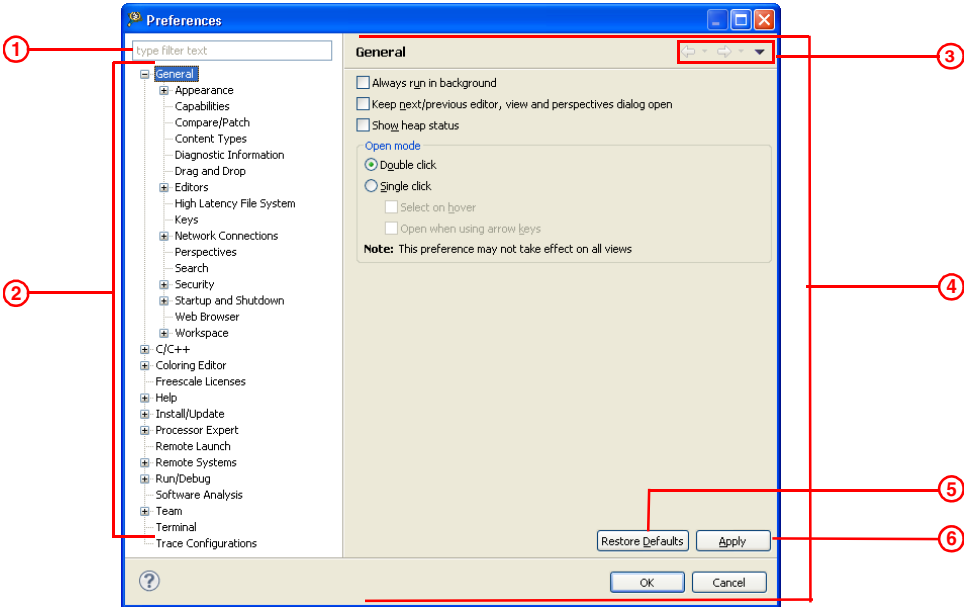 Preferences
1
type filter text
General
3
General
Appearance
Capabilities
Compare/Patch
Content Types
Diagnostic Information
Drag and Drop
Editors
High Latency File System
Keys
Network Connections
Perspectives
Search
Security
Startup and Shutdown
Web Browser
Workspace
C/C++
Coloring Editor
Freescale Licenses
Help
Install/Update
Processor Expert
Remote Launch
Remote Systems
Run/Debug
Software Analysis
Team
Terminal
Trace Configurations
2
Always run in background
Keep next/previous editor, view and perspectives dialog open
Show heap status
Open mode
Double click
Single click
Select on hover
Open when using arrow keys
Note: This preference may not take effect on all views
4
5
Restore Defaults Apply
6
? OK Cancel